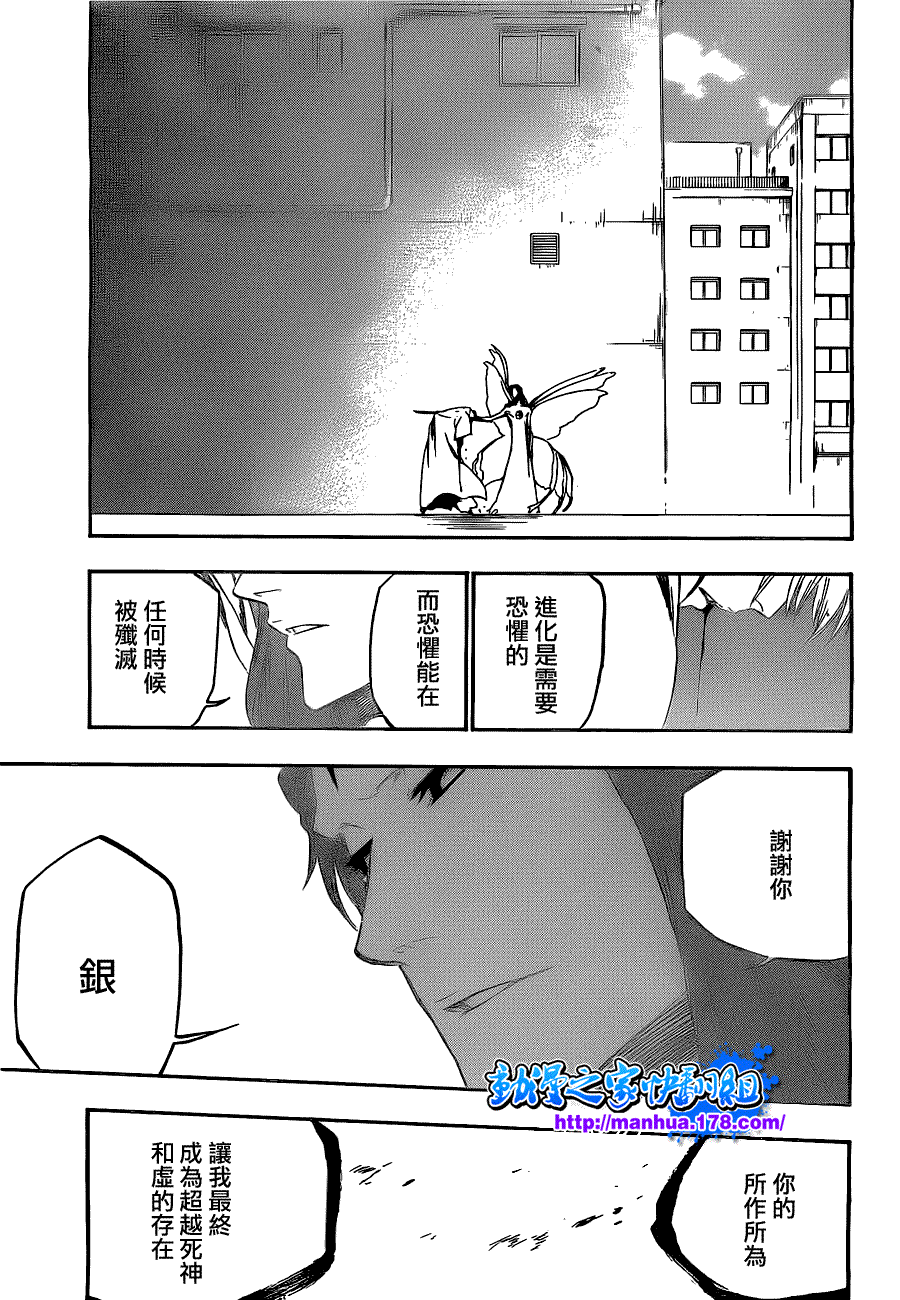 進化是需要
恐懼的
而恐懼能在
任何時候
被殲滅
謝謝你
銀
動漫之家快翻組
http://manhua.178.com/
你的
所作所為
讓我最終
成為超越死神
和虛的存在